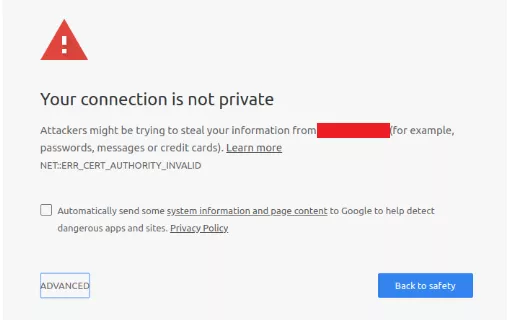 Your connection is not private
Attackers might be trying to steal your information from (for example,
passwords, messages or credit cards). Learn more
NET::ERR_CERT_AUTHORITY_INVALID
Automatically send some system information and page content to Google to help detect
dangerous apps and sites. Privacy Policy
ADVANCED
Back to safety